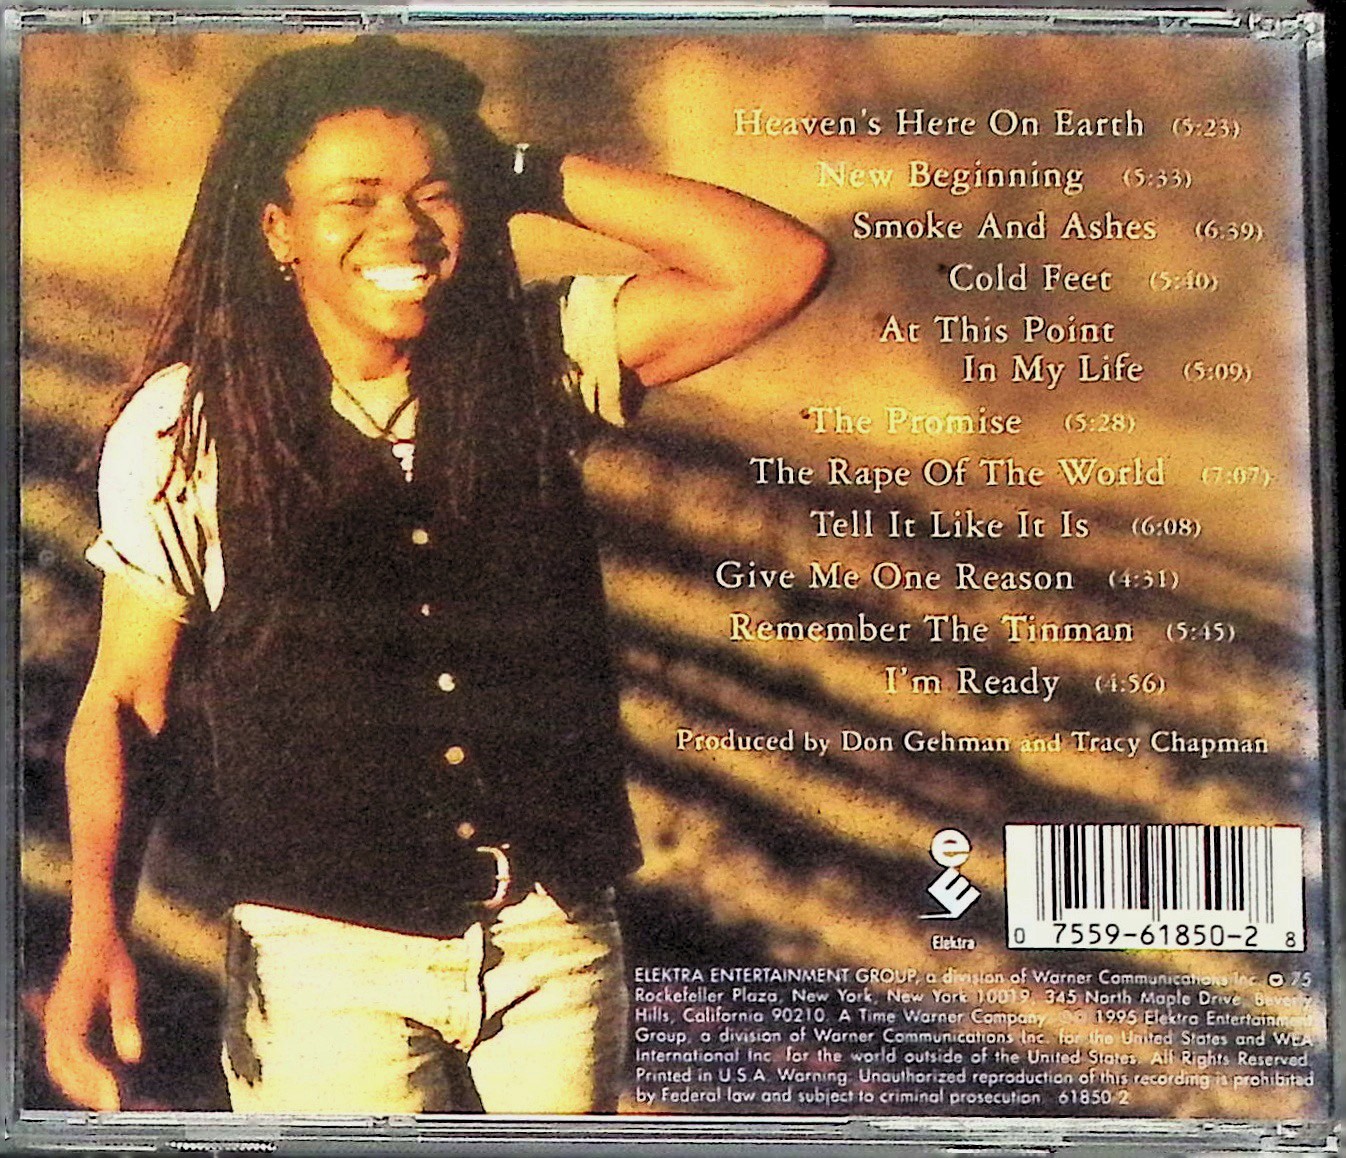 Heaven's Here On Earth (5:23)
New Beginning (5:33)
Smoke And Ashes (6:39)
Cold Feet (5:40)
At This Point
In My Life (5:09)
The Promise (5:28)
The Rape Of The World (7:07)
Tell It Like It Is (6:08)
Give Me One Reason (4:31)
Remember The Tinman (5:45)
I'm Ready (4:56)
Produced by Don Gehman and Tracy Chapman
e
E
Elektra
0 7559-61850-2 8
ELEKTRA ENTERTAINMENT GROUP, a division of Warner Communications Inc. 75
Rockefeller Plaza, New York, New York 10019. 345 North Maple Drive, Beverly
Hills, California 90210. A Time Warner Company. ℗© 1995 Elektra Entertainment
Group, a division of Warner Communications Inc. for the United States and WEA
International Inc. for the world outside of the United States. All Rights Reserved.
Printed in U.S.A. Warning: Unauthorized reproduction of this recording is prohibited
by Federal law and subject to criminal prosecution. 61850-2